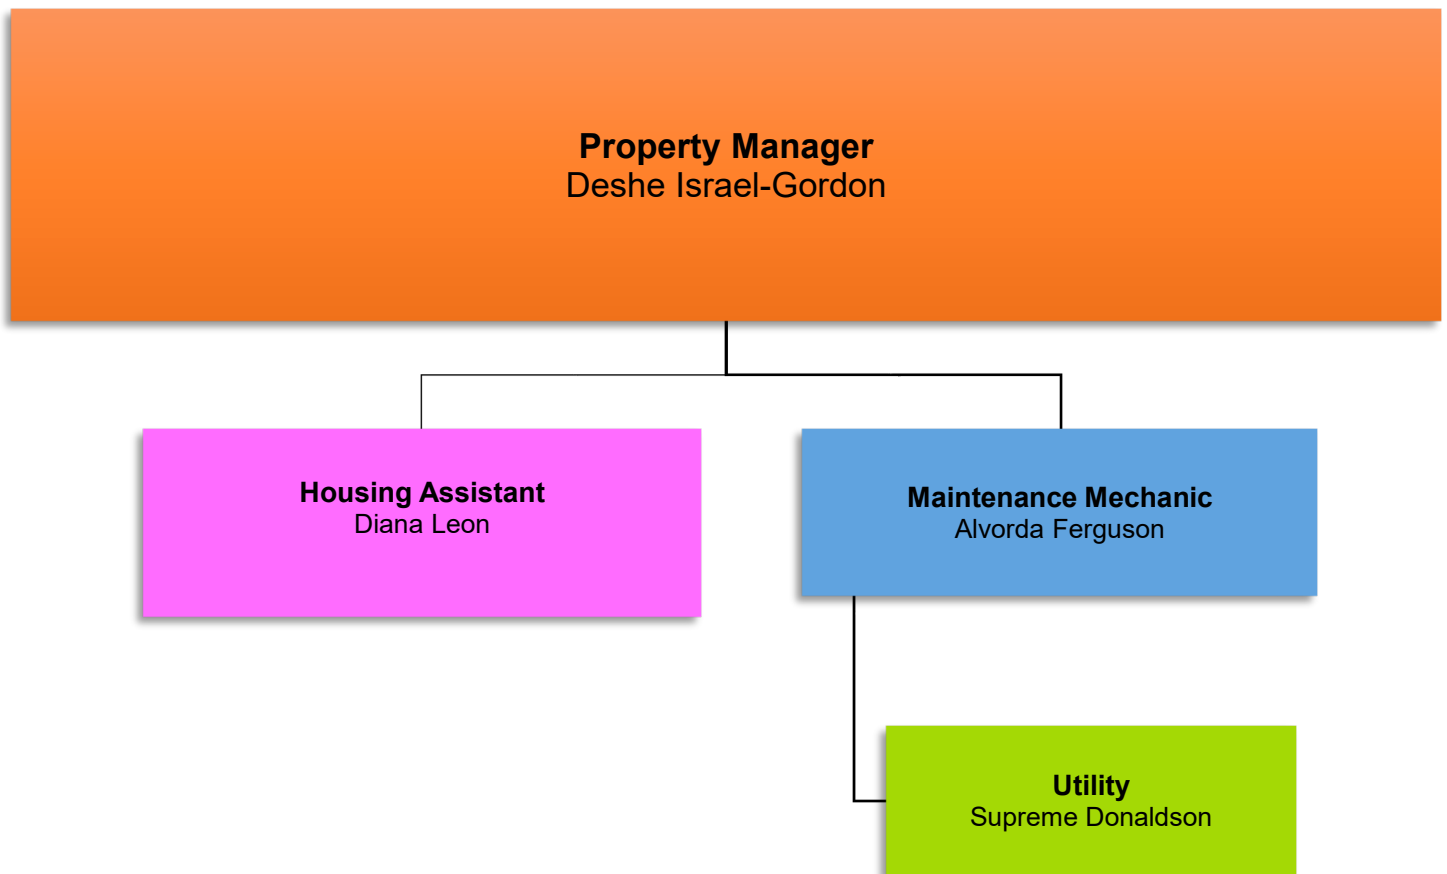 Property Manager
Deshe Israel-Gordon
Housing Assistant
Diana Leon
Maintenance Mechanic
Alvorda Ferguson
Utility
Supreme Donaldson